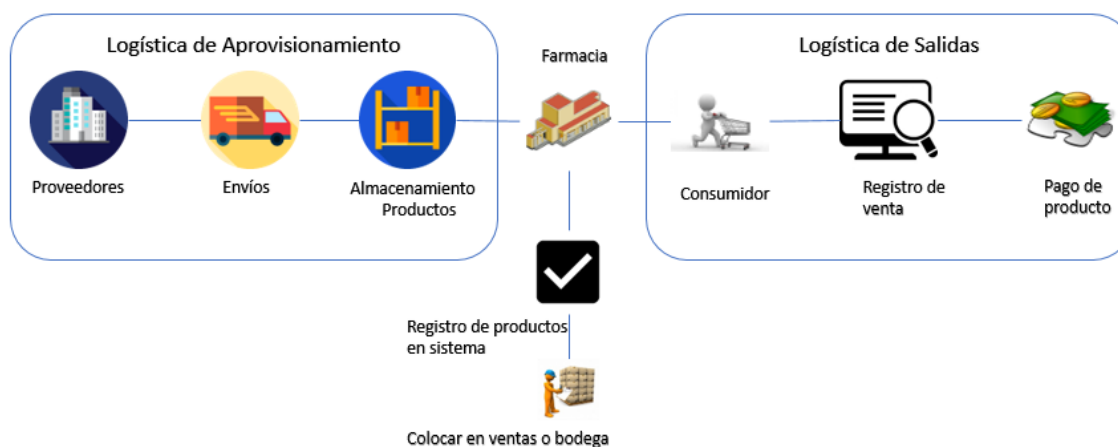 Logística de Aprovisionamiento
Proveedores
Envíos
Almacenamiento
Productos
Farmacia
Registro de productos
en sistema
Colocar en ventas o bodega
Logística de Salidas
Consumidor
Registro de
venta
Pago de
producto